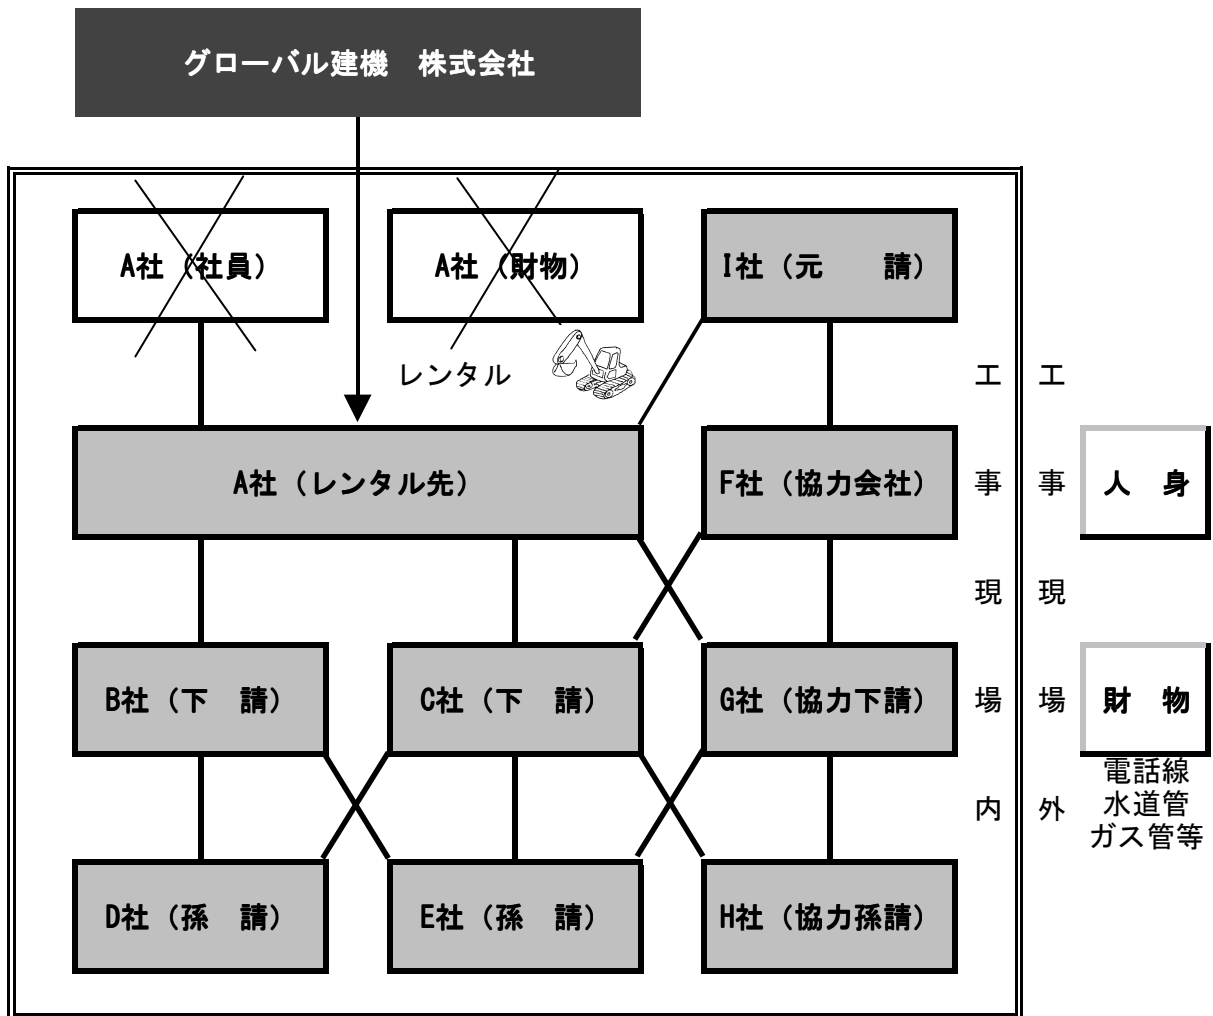 グローバル建機　株式会社
A社（社員）
A社（財物）
I社（元　　請）
レンタル
A社（レンタル先）
F社（協力会社）
B社（下　請）
C社（下　請）
G社（協力下請）
D社（孫　請）
E社（孫　請）
H社（協力孫請）
工事現場内
工事現場外
人　身
財　物
電話線
水道管
ガス管等